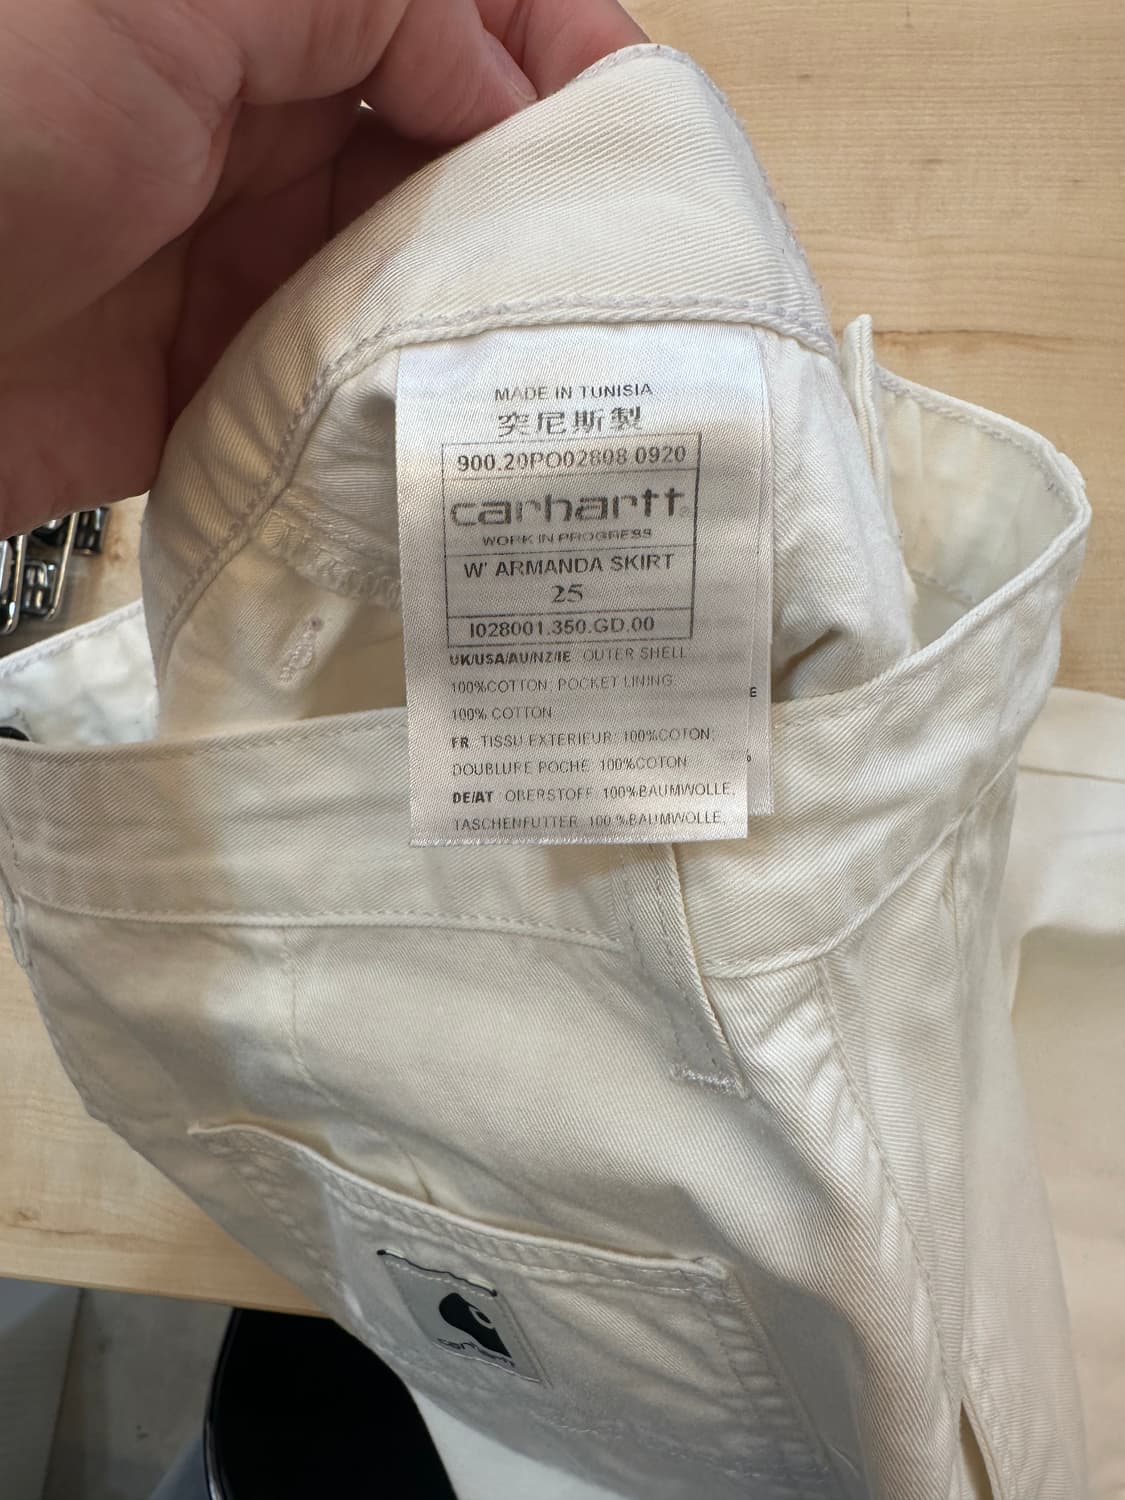 MADE IN TUNISIA
突尼斯製
900.20PO02808 0920
carhartt®
WORK IN PROGRESS
W' ARMANDA SKIRT
25
I028001.350.GD.00
UK/USA/AU/NZ/IE OUTER SHELL
100%COTTON; POCKET LINING
100% COTTON
FR TISSU EXTERIEUR: 100%COTON;
DOUBLURE POCHE: 100%COTON
DE/AT OBERSTOFF 100%BAUMWOLLE,
TASCHENFUTTER 100 %BAUMWOLLE,
E
%
carhartt